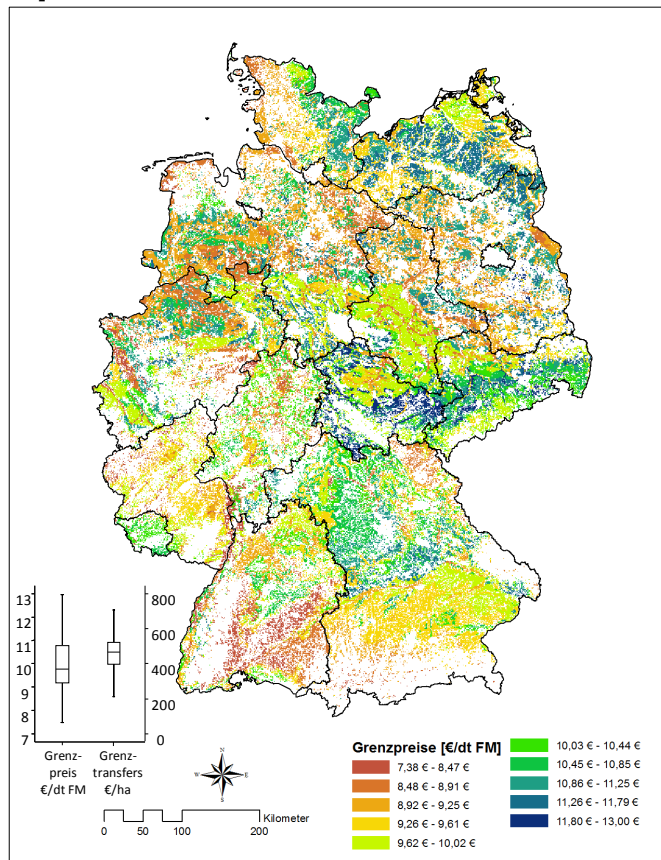 13
12
11
10
9
8
7
800
600
400
200
0
Grenz-
preis
€/dt FM
Grenz-
transfers
€/ha
N
W
E
S
Kilometer
0
50
100
200
Grenzpreise [€/dt FM]
7,38 € - 8,47 €
8,48 € - 8,91 €
8,92 € - 9,25 €
9,26 € - 9,61 €
9,62 € - 10,02 €
10,03 € - 10,44 €
10,45 € - 10,85 €
10,86 € - 11,25 €
11,26 € - 11,79 €
11,80 € - 13,00 €